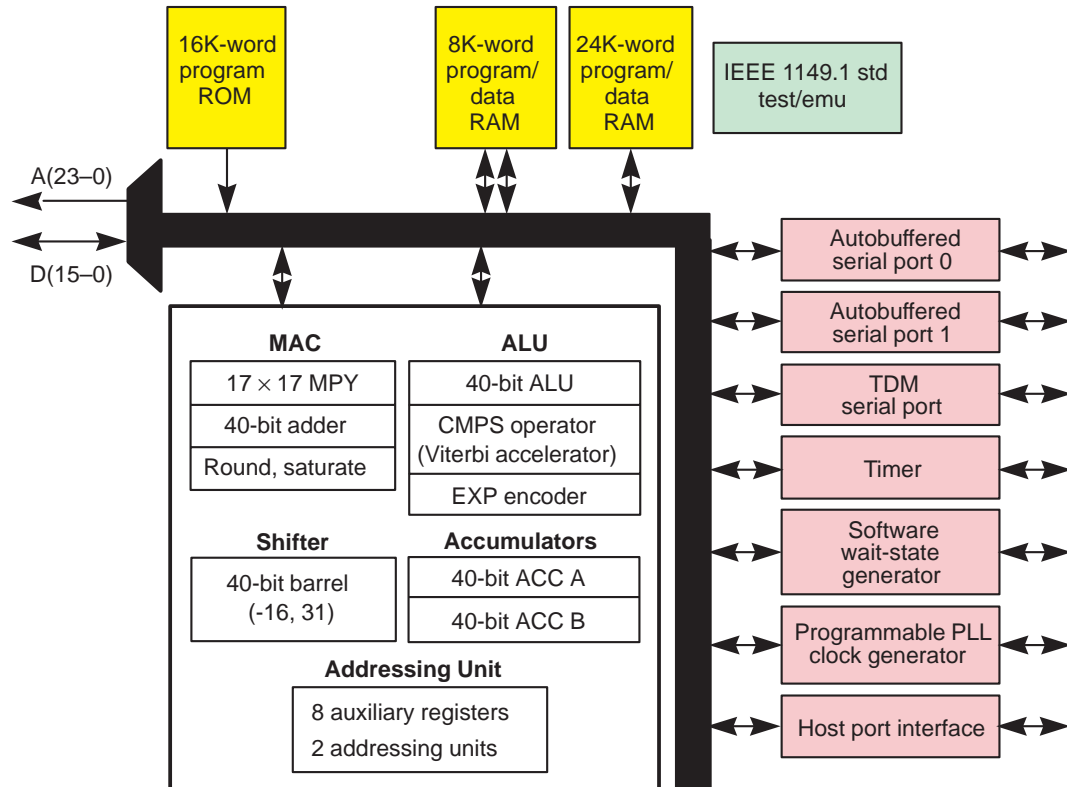 16K-word
program
ROM
8K-word
program/
data
RAM
24K-word
program/
data
RAM
IEEE 1149.1 std
test/emu
A(23–0)
D(15–0)
MAC
17 × 17 MPY
40-bit adder
Round, saturate
ALU
40-bit ALU
CMPS operator
(Viterbi accelerator)
EXP encoder
Shifter
40-bit barrel
(-16, 31)
Accumulators
40-bit ACC A
40-bit ACC B
Addressing Unit
8 auxiliary registers
2 addressing units
Autobuffered
serial port 0
Autobuffered
serial port 1
TDM
serial port
Timer
Software
wait-state
generator
Programmable PLL
clock generator
Host port interface